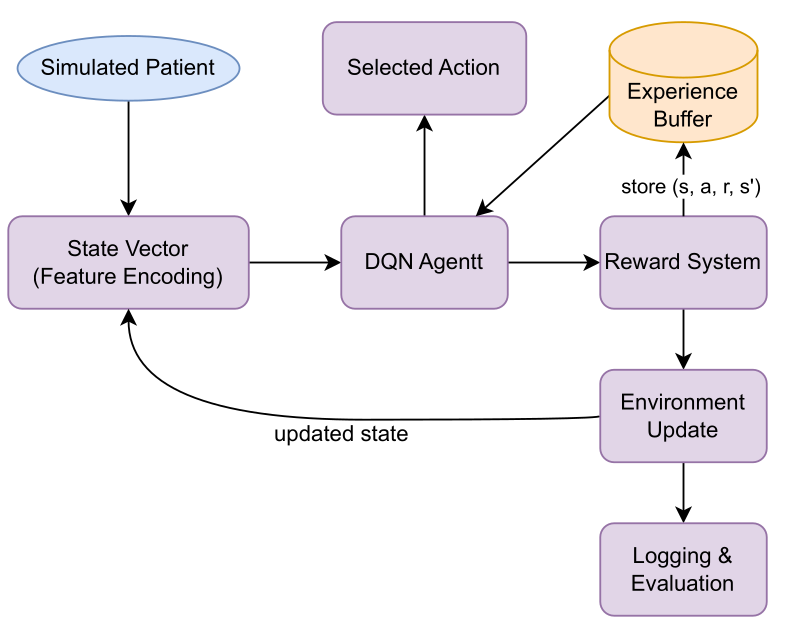 Simulated Patient
Selected Action
Experience
Buffer
store (s, a, r, s')
State Vector
(Feature Encoding)
DQN Agentt
Reward System
Environment
Update
updated state
Logging &
Evaluation